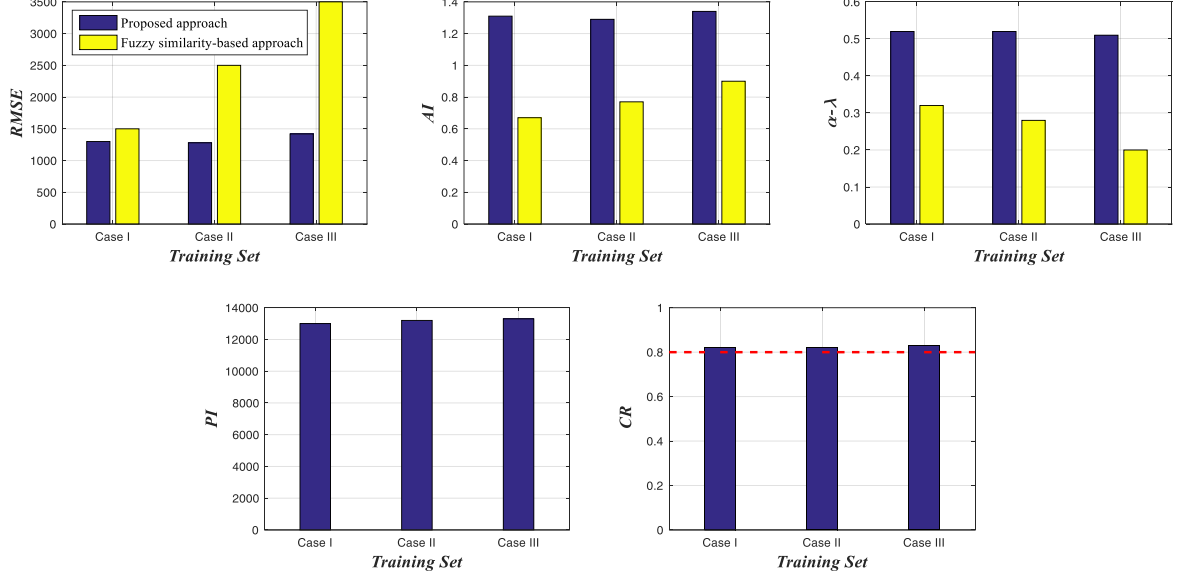 3500
3000
2500
2000
1500
1000
500
0
RMSE
Proposed approach
Fuzzy similarity-based approach
Case I
Case II
Case III
Training Set
1.4
1.2
1
0.8
0.6
0.4
0.2
0
AI
Case I
Case II
Case III
Training Set
0.6
0.5
0.4
0.3
0.2
0.1
0
α-λ
Case I
Case II
Case III
Training Set
14000
12000
10000
8000
6000
4000
2000
0
PI
Case I
Case II
Case III
Training Set
1
0.8
0.6
0.4
0.2
0
CR
Case I
Case II
Case III
Training Set